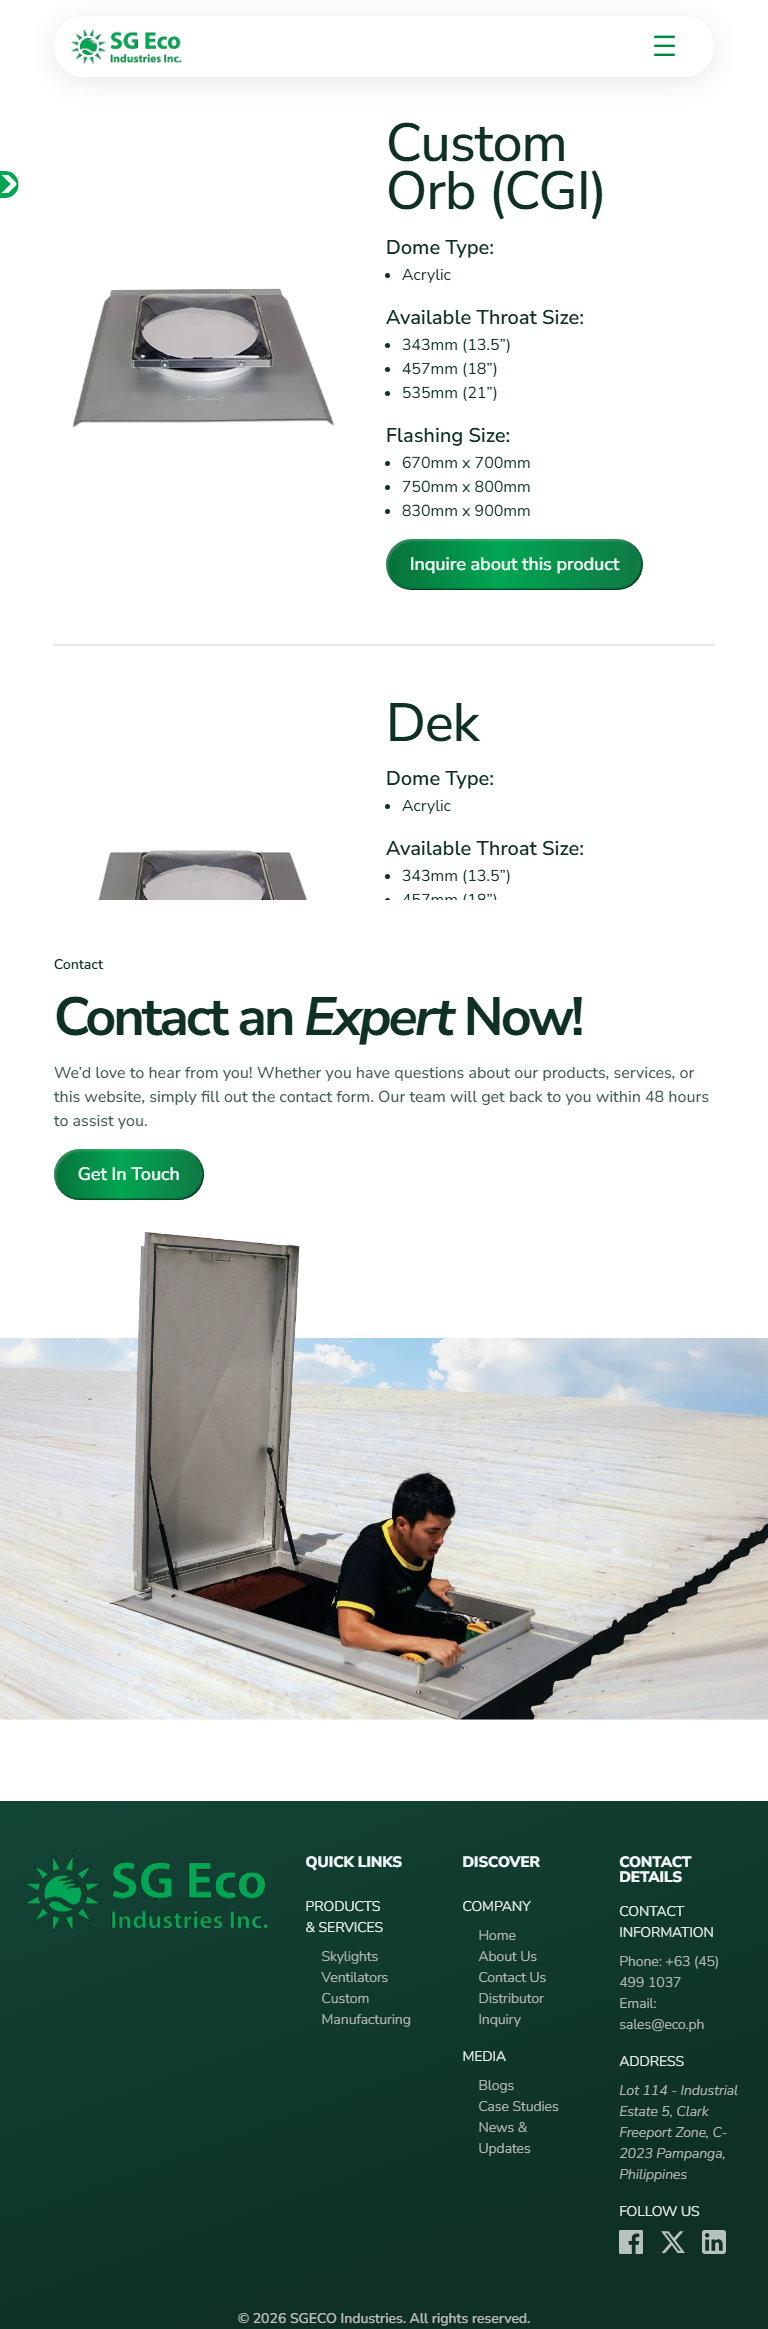 SG Eco
Industries Inc.
☰
Custom
Orb (CGI)
Dome Type:
• Acrylic
Available Throat Size:
• 343mm (13.5”)
• 457mm (18”)
• 535mm (21”)
Flashing Size:
• 670mm x 700mm
• 750mm x 800mm
• 830mm x 900mm
Inquire about this product
Dek
Dome Type:
• Acrylic
Available Throat Size:
• 343mm (13.5”)
• 457mm (18”)
Contact
Contact an Expert Now!
We’d love to hear from you! Whether you have questions about our products, services, or
this website, simply fill out the contact form. Our team will get back to you within 48 hours
to assist you.
Get In Touch
SG Eco
Industries Inc.
QUICK LINKS
PRODUCTS
& SERVICES
Skylights
Ventilators
Custom
Manufacturing
DISCOVER
COMPANY
Home
About Us
Contact Us
Distributor
Inquiry
MEDIA
Blogs
Case Studies
News &
Updates
CONTACT
DETAILS
CONTACT
INFORMATION
Phone: +63 (45)
499 1037
Email:
sales@eco.ph
ADDRESS
Lot 114 - Industrial
Estate 5, Clark
Freeport Zone, C-
2023 Pampanga,
Philippines
FOLLOW US
© 2026 SGECO Industries. All rights reserved.